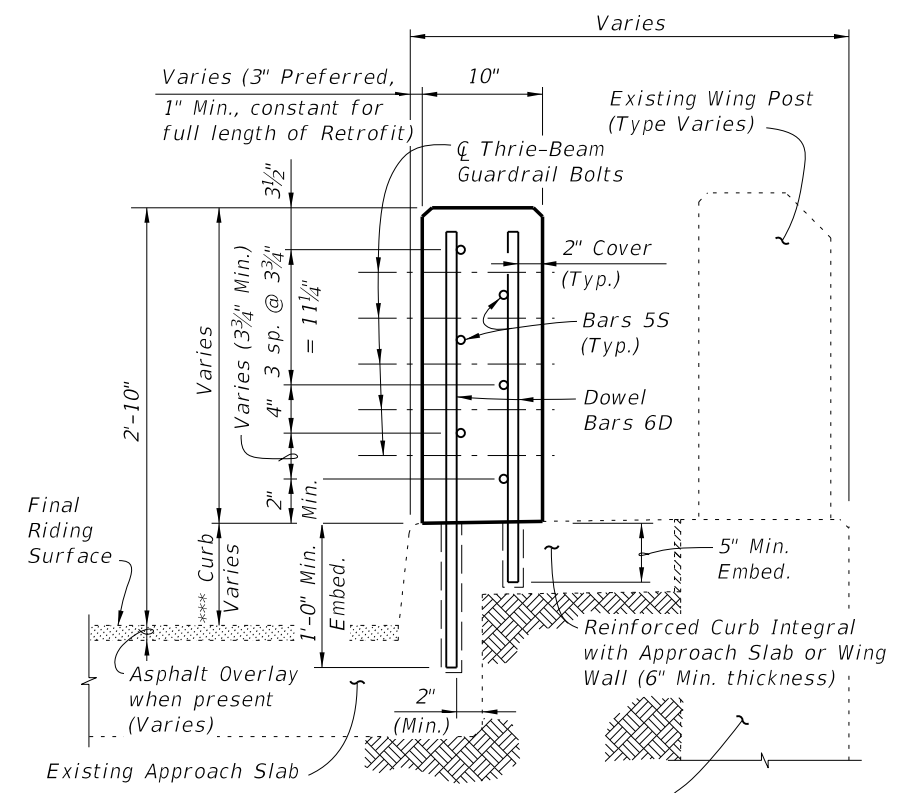 Varies
Varies (3" Preferred,
1" Min., constant for
full length of Retrofit)
10"
Existing Wing Post
(Type Varies)
℄ Thrie-Beam
Guardrail Bolts
3½"
2" Cover
(Typ.)
Varies (3¾" Min.)
3 sp. @ 3¾"
= 11¼"
Varies
2'-10"
Bars 5S
(Typ.)
4"
Dowel
Bars 6D
2"
Min.
Final
Riding
Surface
*** Curb
Varies
1'-0" Min.
Embed.
5" Min.
Embed.
Reinforced Curb Integral
with Approach Slab or Wing
Wall (6" Min. thickness)
Asphalt Overlay
when present
(Varies)
2"
(Min.)
Existing Approach Slab